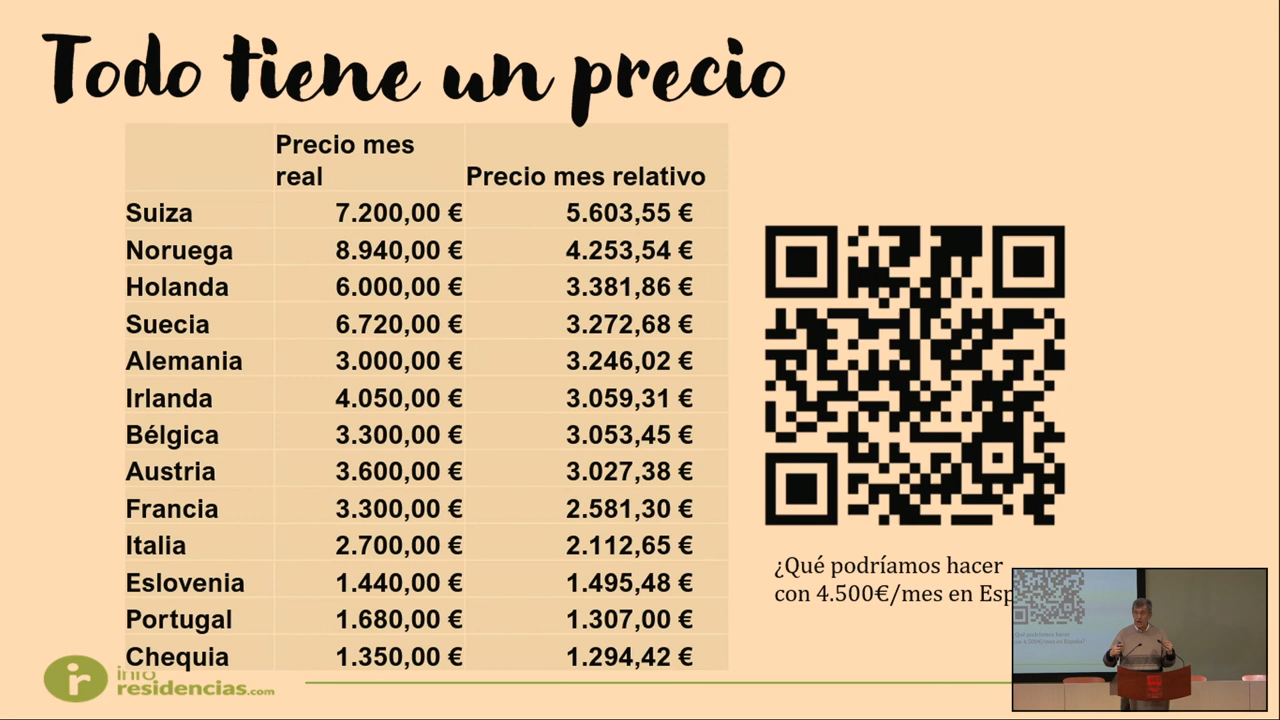 Todo tiene un precio
Precio mes real Precio mes relativo
Suiza 7.200,00 € 5.603,55 €
Noruega 8.940,00 € 4.253,54 €
Holanda 6.000,00 € 3.381,86 €
Suecia 6.720,00 € 3.272,68 €
Alemania 3.000,00 € 3.246,02 €
Irlanda 4.050,00 € 3.059,31 €
Bélgica 3.300,00 € 3.053,45 €
Austria 3.600,00 € 3.027,38 €
Francia 3.300,00 € 2.581,30 €
Italia 2.700,00 € 2.112,65 €
Eslovenia 1.440,00 € 1.495,48 €
Portugal 1.680,00 € 1.307,00 €
Chequia 1.350,00 € 1.294,42 €
¿Qué podríamos hacer
con 4.500€/mes en Esp
ir info
residencias.com